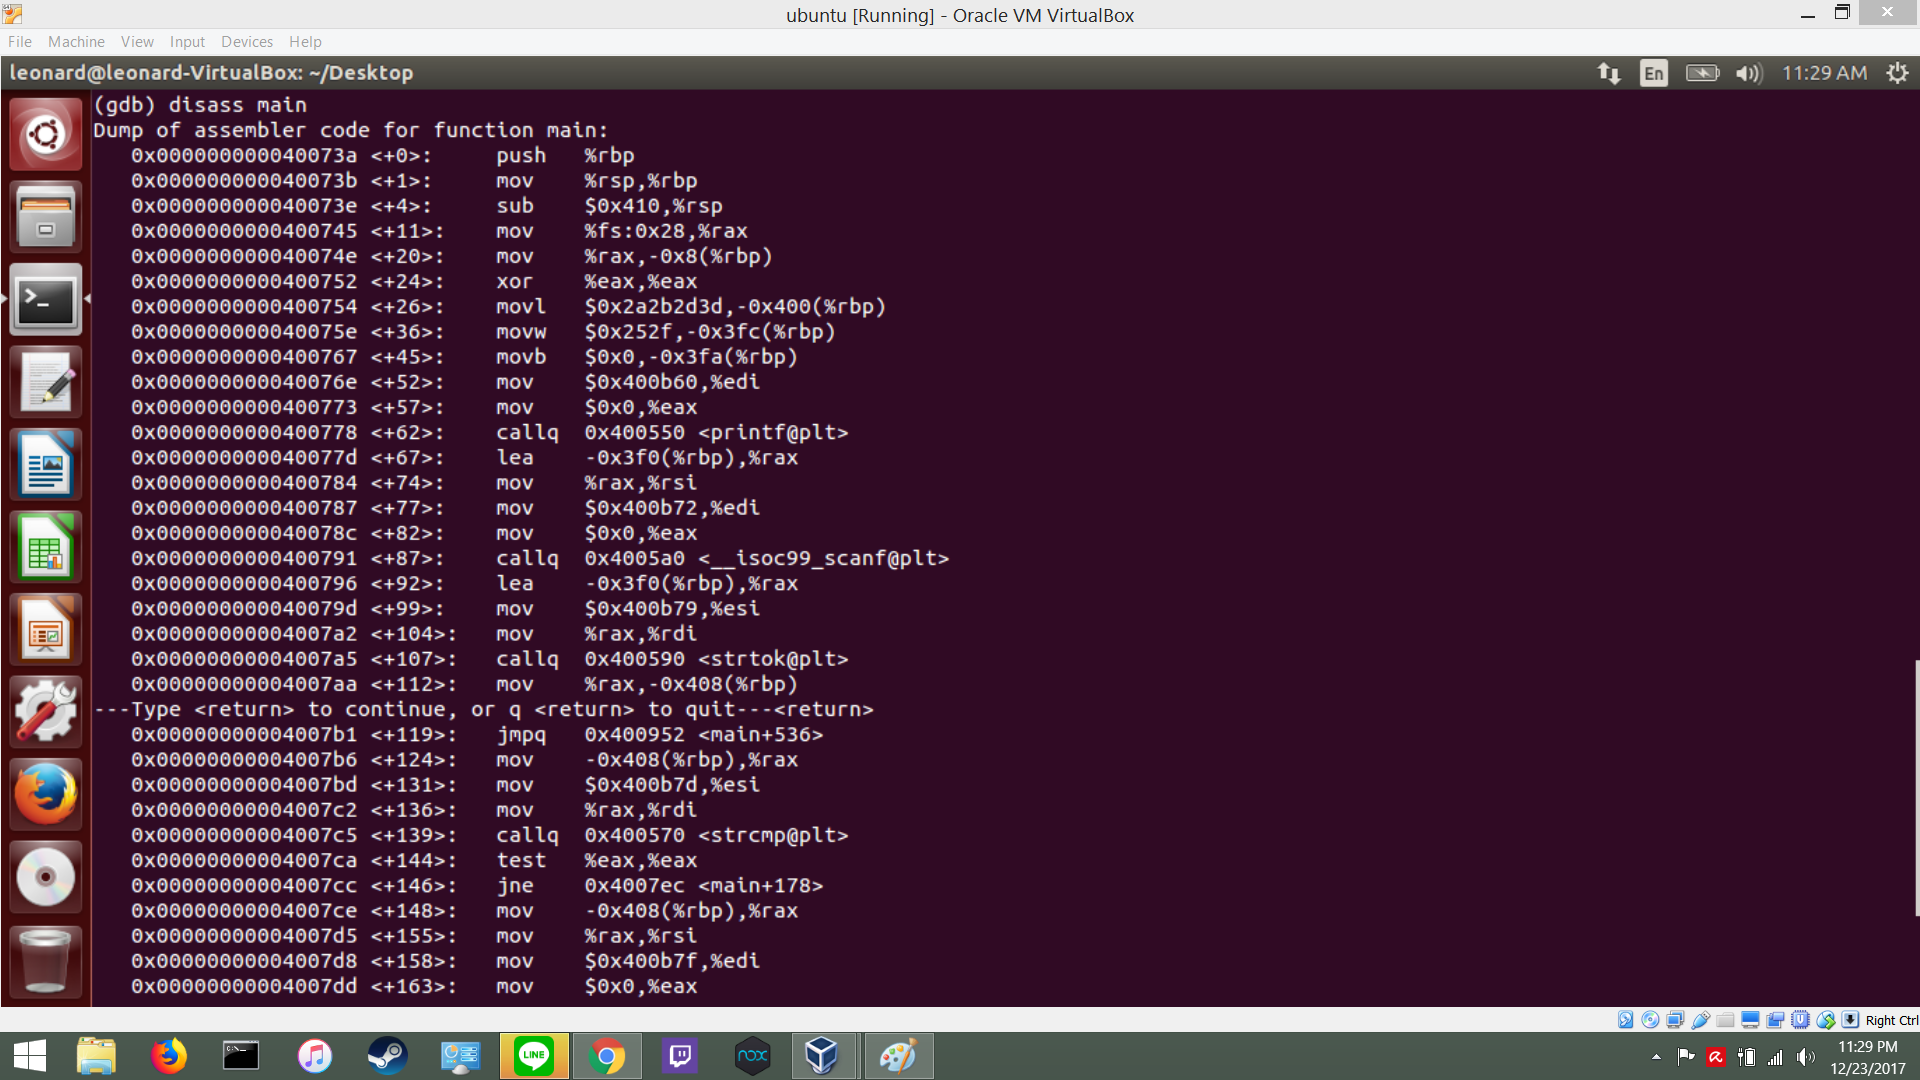 ubuntu [Running] - Oracle VM VirtualBox
File Machine View Input Devices Help
leonard@leonard-VirtualBox: ~/Desktop En 11:29 AM
(gdb) disass main
Dump of assembler code for function main:
0x000000000040073a <+0>: push %rbp
0x000000000040073b <+1>: mov %rsp,%rbp
0x000000000040073e <+4>: sub $0x410,%rsp
0x0000000000400745 <+11>: mov %fs:0x28,%rax
0x000000000040074e <+20>: mov %rax,-0x8(%rbp)
0x0000000000400752 <+24>: xor %eax,%eax
0x0000000000400754 <+26>: movl $0x2a2b2d3d,-0x400(%rbp)
0x000000000040075e <+36>: movw $0x252f,-0x3fc(%rbp)
0x0000000000400767 <+45>: movb $0x0,-0x3fa(%rbp)
0x000000000040076e <+52>: mov $0x400b60,%edi
0x0000000000400773 <+57>: mov $0x0,%eax
0x0000000000400778 <+62>: callq 0x400550 <printf@plt>
0x000000000040077d <+67>: lea -0x3f0(%rbp),%rax
0x0000000000400784 <+74>: mov %rax,%rsi
0x0000000000400787 <+77>: mov $0x400b72,%edi
0x000000000040078c <+82>: mov $0x0,%eax
0x0000000000400791 <+87>: callq 0x4005a0 <__isoc99_scanf@plt>
0x0000000000400796 <+92>: lea -0x3f0(%rbp),%rax
0x000000000040079d <+99>: mov $0x400b79,%esi
0x00000000004007a2 <+104>: mov %rax,%rdi
0x00000000004007a5 <+107>: callq 0x400590 <strtok@plt>
0x00000000004007aa <+112>: mov %rax,-0x408(%rbp)
---Type <return> to continue, or q <return> to quit---<return>
0x00000000004007b1 <+119>: jmpq 0x400952 <main+536>
0x00000000004007b6 <+124>: mov -0x408(%rbp),%rax
0x00000000004007bd <+131>: mov $0x400b7d,%esi
0x00000000004007c2 <+136>: mov %rax,%rdi
0x00000000004007c5 <+139>: callq 0x400570 <strcmp@plt>
0x00000000004007ca <+144>: test %eax,%eax
0x00000000004007cc <+146>: jne 0x4007ec <main+178>
0x00000000004007ce <+148>: mov -0x408(%rbp),%rax
0x00000000004007d5 <+155>: mov %rax,%rsi
0x00000000004007d8 <+158>: mov $0x400b7f,%edi
0x00000000004007dd <+163>: mov $0x0,%eax
Right Ctrl
LINE
nox
11:29 PM
12/23/2017